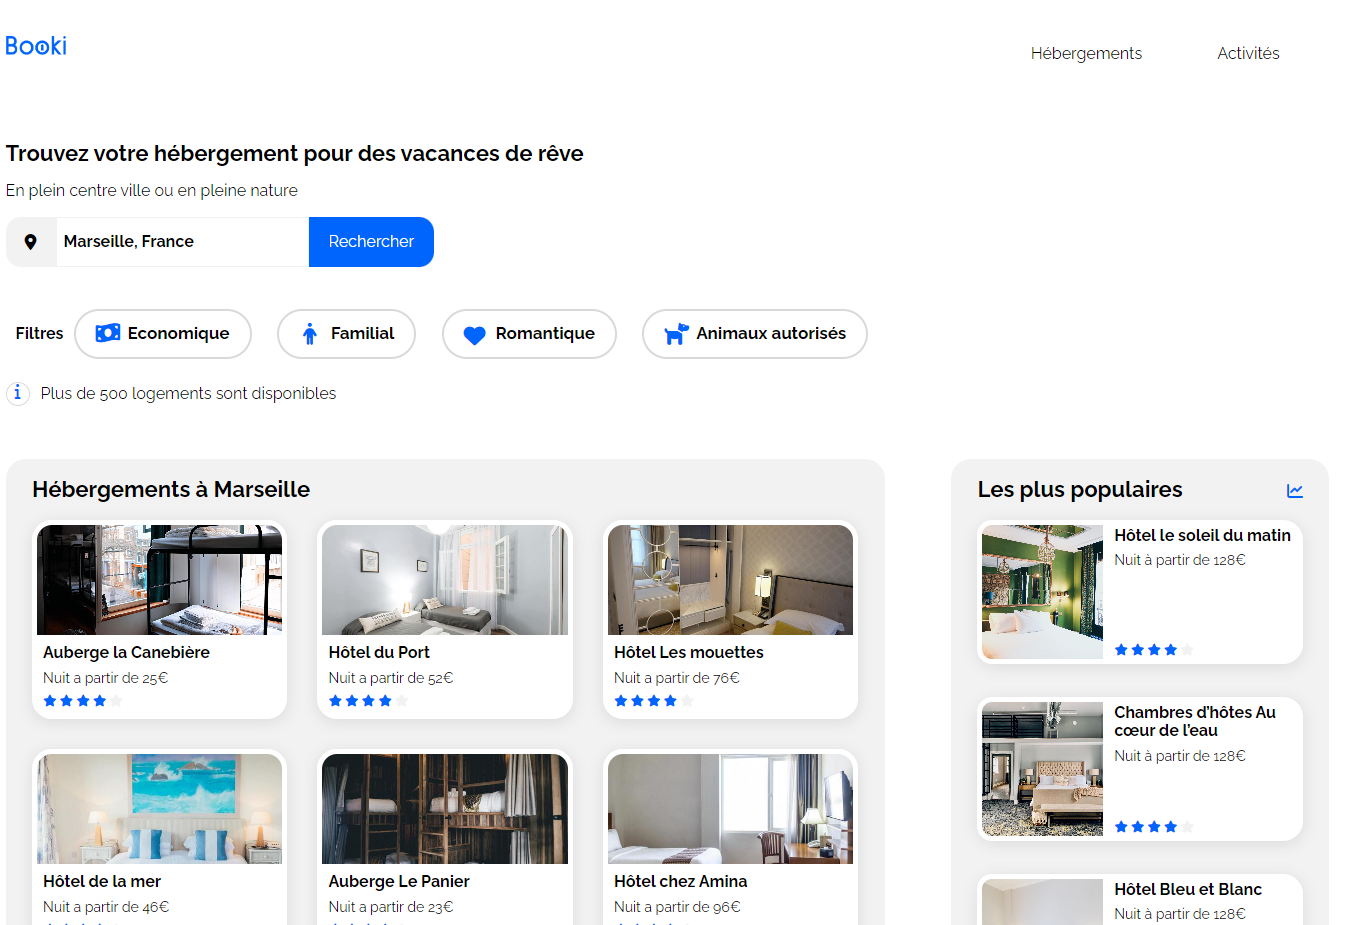 Booki
Hébergements
Activités
Trouvez votre hébergement pour des vacances de rêve
En plein centre ville ou en pleine nature
Marseille, France
Rechercher
Filtres
Economique
Familial
Romantique
Animaux autorisés
Plus de 500 logements sont disponibles
Hébergements à Marseille
Auberge la Canebière
Nuit a partir de 25€
Hôtel du Port
Nuit a partir de 52€
Hôtel Les mouettes
Nuit a partir de 76€
Hôtel de la mer
Nuit a partir de 46€
Auberge Le Panier
Nuit a partir de 23€
Hôtel chez Amina
Nuit a partir de 96€
Les plus populaires
Hôtel le soleil du matin
Nuit à partir de 128€
Chambres d'hôtes Au
cœur de l'eau
Nuit à partir de 128€
Hôtel Bleu et Blanc
Nuit à partir de 128€